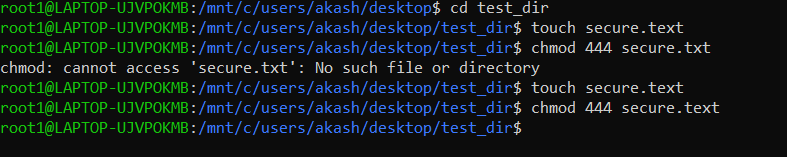 root1@LAPTOP-UJVPOKMB:/mnt/c/users/akash/desktop$ cd test_dir
root1@LAPTOP-UJVPOKMB:/mnt/c/users/akash/desktop/test_dir$ touch secure.text
root1@LAPTOP-UJVPOKMB:/mnt/c/users/akash/desktop/test_dir$ chmod 444 secure.txt
chmod: cannot access 'secure.txt': No such file or directory
root1@LAPTOP-UJVPOKMB:/mnt/c/users/akash/desktop/test_dir$ touch secure.text
root1@LAPTOP-UJVPOKMB:/mnt/c/users/akash/desktop/test_dir$ chmod 444 secure.text
root1@LAPTOP-UJVPOKMB:/mnt/c/users/akash/desktop/test_dir$